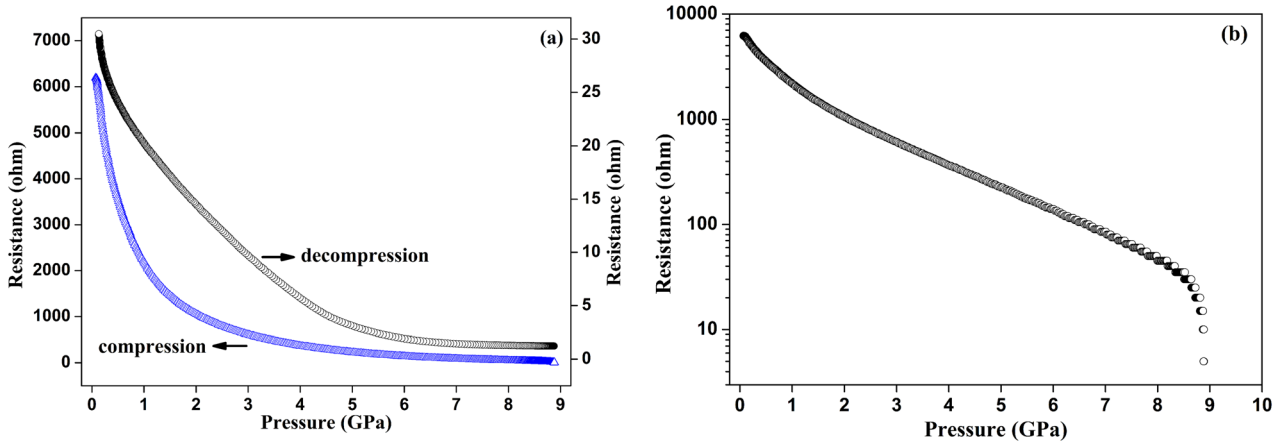 (a)
7000
6000
5000
4000
3000
2000
1000
0
Resistance (ohm)
30
25
20
15
10
5
0
Resistance (ohm)
decompression
compression
0 1 2 3 4 5 6 7 8 9
Pressure (GPa)
(b)
10000
1000
100
10
Resistance (ohm)
0 1 2 3 4 5 6 7 8 9 10
Pressure (GPa)